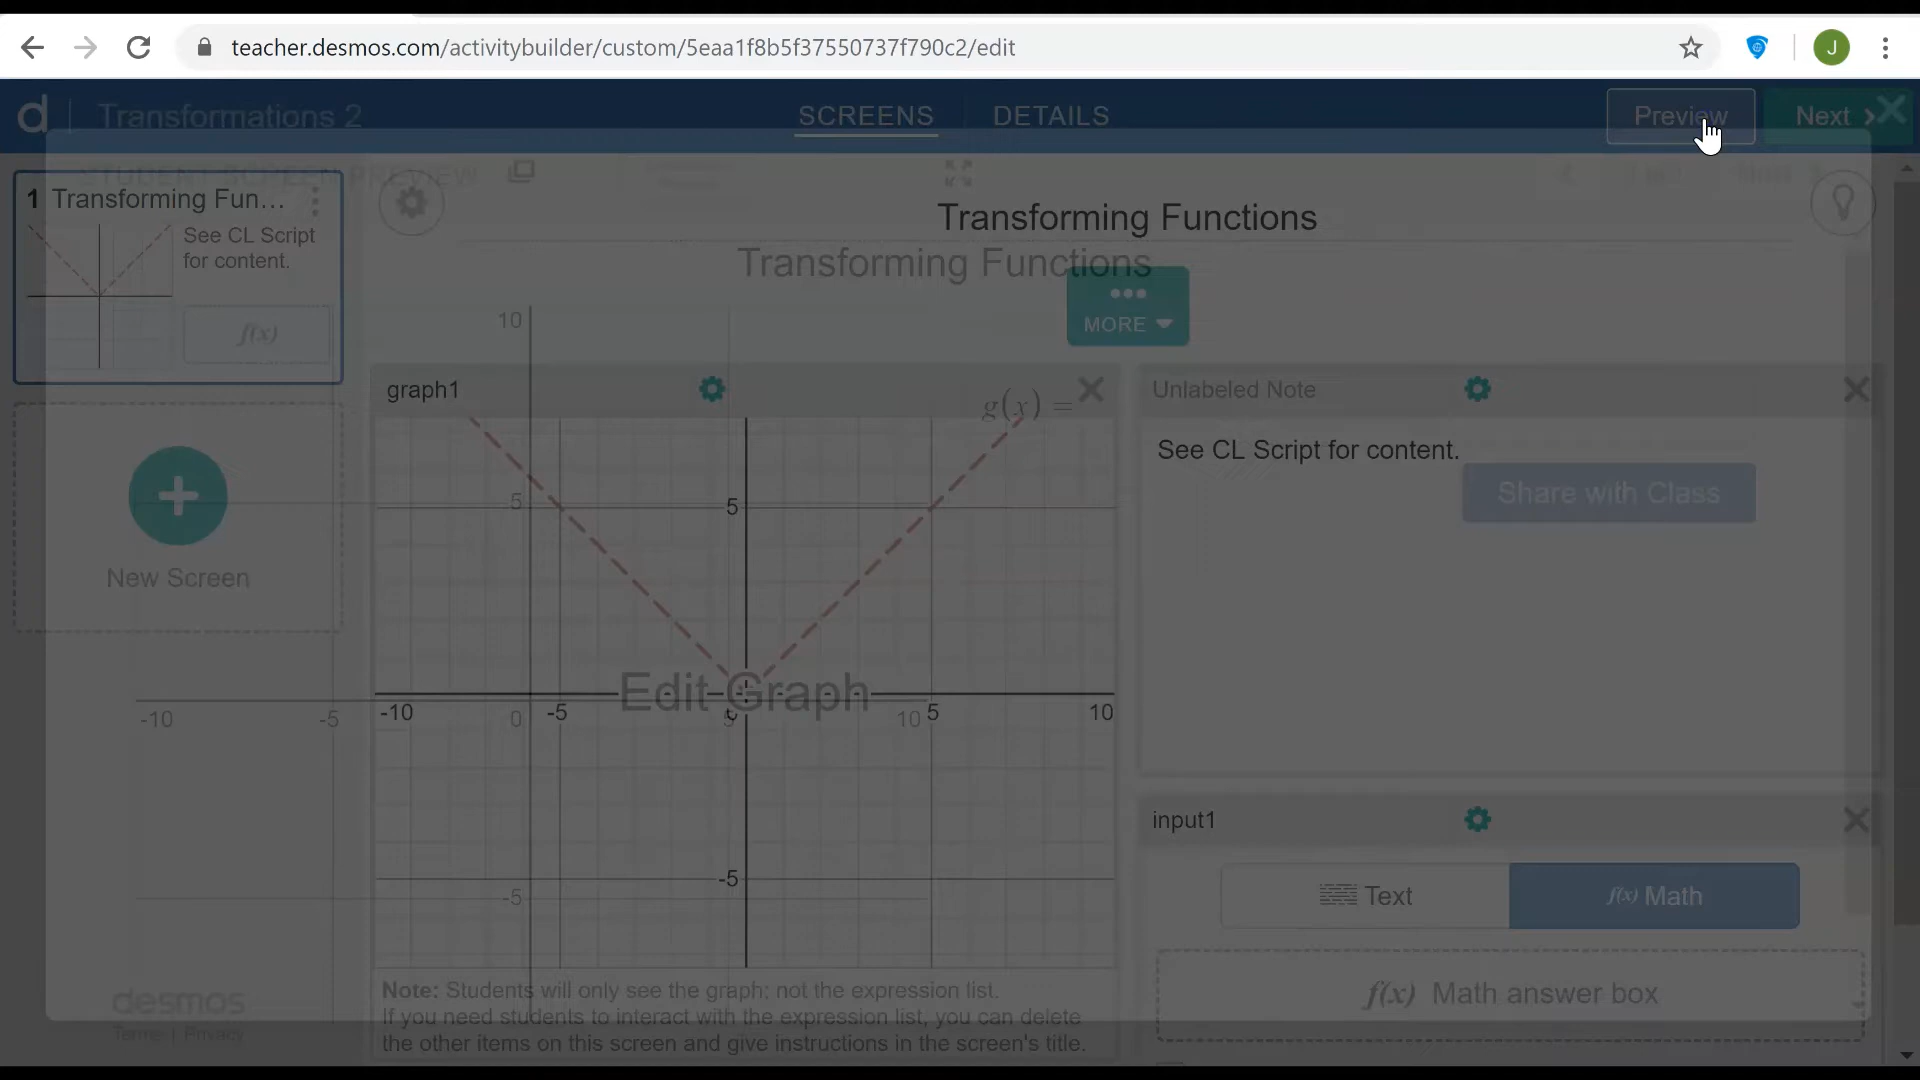 teacher.desmos.com/activitybuilder/custom/5eaa1f8b5f37550737f790c2/edit
J
d
Transformations 2
SCREENS
DETAILS
Preview
Next
STUDENT SCREEN PREVIEW
1 Transforming Fun...
See CL Script
for content.
f(x)
Transforming Functions
Transforming Functions
MORE
graph1
g(x) =
Unlabeled Note
See CL Script for content.
Share with Class
New Screen
10
5
5
Edit Graph
-10
-5
0
5
10
-10
-5
5
10
-5
-5
input1
Text
f(x) Math
f(x) Math answer box
Note: Students will only see the graph; not the expression list.
If you need students to interact with the expression list, you can delete
the other items on this screen and give instructions in the screen's title.
desmos
Terms | Privacy